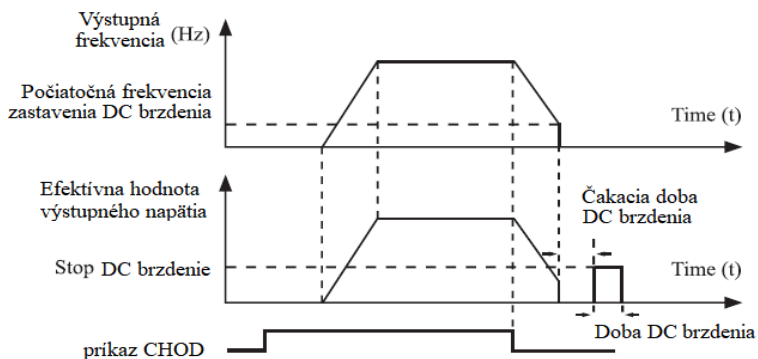 Výstupná
frekvencia (Hz)
Počiatočná frekvencia
zastavenia DC brzdenia
Time (t)
Efektívna hodnota
výstupného napätia
Čakacia doba
DC brzdenia
Stop DC brzdenie
Time (t)
Doba DC brzdenia
príkaz CHOD